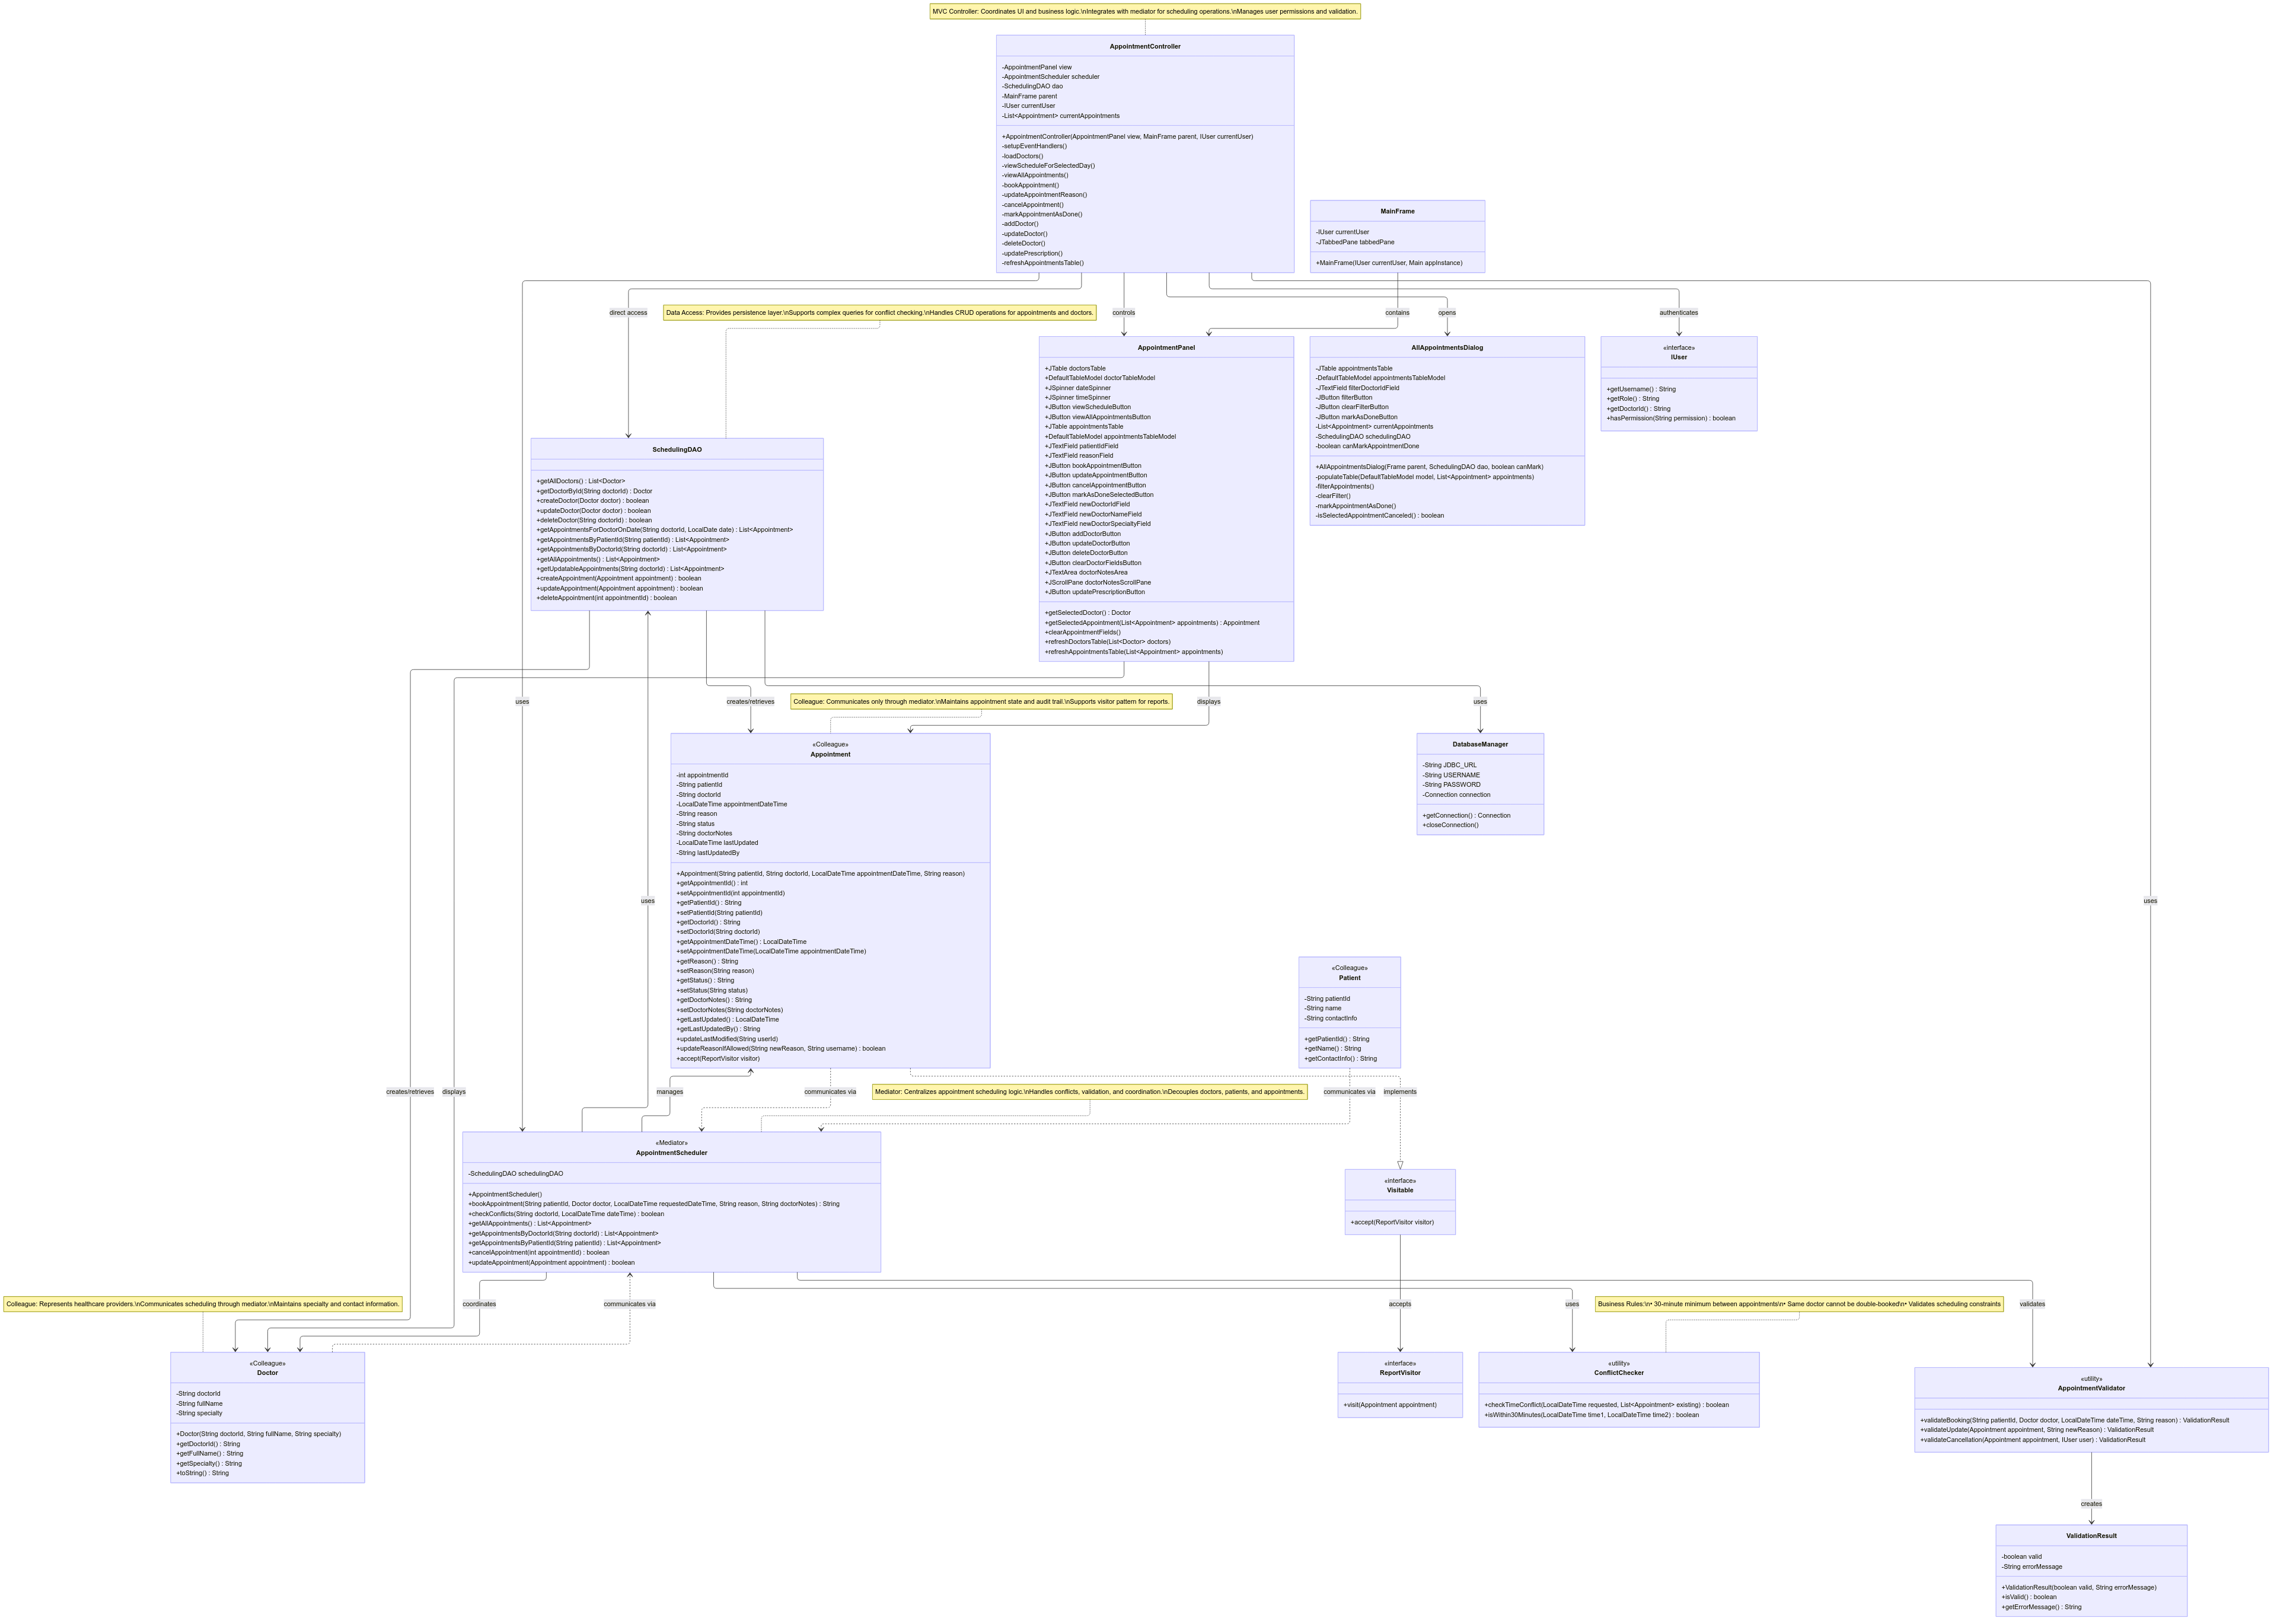 MVC Controller: Coordinates UI and business logic.\nIntegrates with mediator for scheduling operations.\nManages user permissions and validation.
AppointmentController
-AppointmentPanel view
-AppointmentScheduler scheduler
-SchedulingDAO dao
-MainFrame parent
-IUser currentUser
-List<Appointment> currentAppointments
+AppointmentController(AppointmentPanel view, MainFrame parent, IUser currentUser)
-setupEventHandlers()
-loadDoctors()
-viewScheduleForSelectedDay()
-viewAllAppointments()
-bookAppointment()
-updateAppointmentReason()
-cancelAppointment()
-markAppointmentAsDone()
-addDoctor()
-updateDoctor()
-deleteDoctor()
-updatePrescription()
-refreshAppointmentsTable()
MainFrame
-IUser currentUser
-JTabbedPane tabbedPane
+MainFrame(IUser currentUser, Main appInstance)
direct access
Data Access: Provides persistence layer.\nSupports complex queries for conflict checking.\nHandles CRUD operations for appointments and doctors.
controls
contains
opens
authenticates
SchedulingDAO
+getAllDoctors() : List<Doctor>
+getDoctorById(String doctorId) : Doctor
+createDoctor(Doctor doctor) : boolean
+updateDoctor(Doctor doctor) : boolean
+deleteDoctor(String doctorId) : boolean
+getAppointmentsForDoctorOnDate(String doctorId, LocalDate date) : List<Appointment>
+getAppointmentsByPatientId(String patientId) : List<Appointment>
+getAppointmentsByDoctorId(String doctorId) : List<Appointment>
+getAllAppointments() : List<Appointment>
+getUpdatableAppointments(String doctorId) : List<Appointment>
+createAppointment(Appointment appointment) : boolean
+updateAppointment(Appointment appointment) : boolean
+deleteAppointment(int appointmentId) : boolean
AppointmentPanel
+JTable doctorsTable
+DefaultTableModel doctorTableModel
+JSpinner dateSpinner
+JSpinner timeSpinner
+JButton viewScheduleButton
+JButton viewAllAppointmentsButton
+JTable appointmentsTable
+DefaultTableModel appointmentsTableModel
+JTextField patientIdField
+JTextField reasonField
+JButton bookAppointmentButton
+JButton updateAppointmentButton
+JButton cancelAppointmentButton
+JButton markAsDoneSelectedButton
+JTextField newDoctorIdField
+JTextField newDoctorNameField
+JTextField newDoctorSpecialtyField
+JButton addDoctorButton
+JButton updateDoctorButton
+JButton deleteDoctorButton
+JButton clearDoctorFieldsButton
+JTextArea doctorNotesArea
+JScrollPane doctorNotesScrollPane
+JButton updatePrescriptionButton
+getSelectedDoctor() : Doctor
+getSelectedAppointment(List<Appointment> appointments) : Appointment
+clearAppointmentFields()
+refreshDoctorsTable(List<Doctor> doctors)
+refreshAppointmentsTable(List<Appointment> appointments)
AllAppointmentsDialog
-JTable appointmentsTable
-DefaultTableModel appointmentsTableModel
-JTextField filterDoctorIdField
-JButton filterButton
-JButton clearFilterButton
-JButton markAsDoneButton
-List<Appointment> currentAppointments
-SchedulingDAO schedulingDAO
-boolean canMarkAppointmentDone
+AllAppointmentsDialog(Frame parent, SchedulingDAO dao, boolean canMark)
-populateTable(DefaultTableModel model, List<Appointment> appointments)
-filterAppointments()
-clearFilter()
-markAppointmentAsDone()
-isSelectedAppointmentCanceled() : boolean
«interface»
IUser
+getUsername() : String
+getRole() : String
+getDoctorId() : String
+hasPermission(String permission) : boolean
uses
creates/retrieves
Colleague: Communicates only through mediator.\nMaintains appointment state and audit trail.\nSupports visitor pattern for reports.
displays
uses
«Colleague»
Appointment
-int appointmentId
-String patientId
-String doctorId
-LocalDateTime appointmentDateTime
-String reason
-String status
-String doctorNotes
-LocalDateTime lastUpdated
-String lastUpdatedBy
+Appointment(String patientId, String doctorId, LocalDateTime appointmentDateTime, String reason)
+getAppointmentId() : int
+setAppointmentId(int appointmentId)
+getPatientId() : String
+setPatientId(String patientId)
+getDoctorId() : String
+setDoctorId(String doctorId)
+getAppointmentDateTime() : LocalDateTime
+setAppointmentDateTime(LocalDateTime appointmentDateTime)
+getReason() : String
+setReason(String reason)
+getStatus() : String
+setStatus(String status)
+getDoctorNotes() : String
+setDoctorNotes(String doctorNotes)
+getLastUpdated() : LocalDateTime
+getLastUpdatedBy() : String
+updateLastModified(String userId)
+updateReasonIfAllowed(String newReason, String username) : boolean
+accept(ReportVisitor visitor)
DatabaseManager
-String JDBC_URL
-String USERNAME
-String PASSWORD
-Connection connection
+getConnection() : Connection
+closeConnection()
uses
uses
«Colleague»
Patient
-String patientId
-String name
-String contactInfo
+getPatientId() : String
+getName() : String
+getContactInfo() : String
creates/retrieves
displays
manages
communicates via
Mediator: Centralizes appointment scheduling logic.\nHandles conflicts, validation, and coordination.\nDecouples doctors, patients, and appointments.
communicates via
implements
«Mediator»
AppointmentScheduler
-SchedulingDAO schedulingDAO
+AppointmentScheduler()
+bookAppointment(String patientId, Doctor doctor, LocalDateTime requestedDateTime, String reason, String doctorNotes) : String
+checkConflicts(String doctorId, LocalDateTime dateTime) : boolean
+getAllAppointments() : List<Appointment>
+getAppointmentsByDoctorId(String doctorId) : List<Appointment>
+getAppointmentsByPatientId(String patientId) : List<Appointment>
+cancelAppointment(int appointmentId) : boolean
+updateAppointment(Appointment appointment) : boolean
«interface»
Visitable
+accept(ReportVisitor visitor)
Colleague: Represents healthcare providers.\nCommunicates scheduling through mediator.\nMaintains specialty and contact information.
coordinates
communicates via
accepts
uses
Business Rules:\n• 30-minute minimum between appointments\n• Same doctor cannot be double-booked\n• Validates scheduling constraints
validates
«Colleague»
Doctor
-String doctorId
-String fullName
-String specialty
+Doctor(String doctorId, String fullName, String specialty)
+getDoctorId() : String
+getFullName() : String
+getSpecialty() : String
+toString() : String
«interface»
ReportVisitor
+visit(Appointment appointment)
«utility»
ConflictChecker
+checkTimeConflict(LocalDateTime requested, List<Appointment> existing) : boolean
+isWithin30Minutes(LocalDateTime time1, LocalDateTime time2) : boolean
«utility»
AppointmentValidator
+validateBooking(String patientId, Doctor doctor, LocalDateTime dateTime, String reason) : ValidationResult
+validateUpdate(Appointment appointment, String newReason) : ValidationResult
+validateCancellation(Appointment appointment, IUser user) : ValidationResult
creates
ValidationResult
-boolean valid
-String errorMessage
+ValidationResult(boolean valid, String errorMessage)
+isValid() : boolean
+getErrorMessage() : String